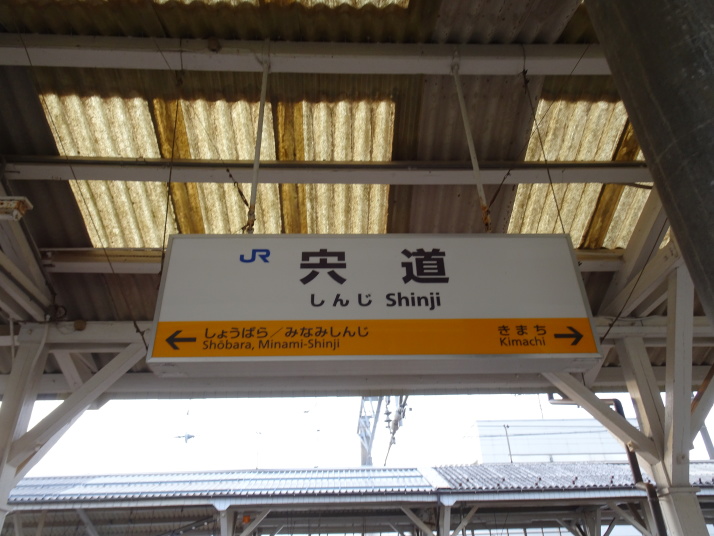 JR 宍道
しんじ Shinji
← しょうばら／みなみしんじ
Shōbara, Minami-Shinji
きまち →
Kimachi